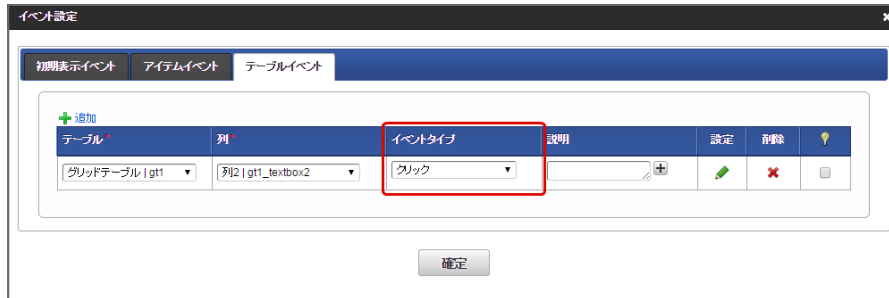 イベント設定
初期表示イベント アイテムイベント テーブルイベント
追加
テーブル* 列* イベントタイプ 説明 設定 削除
グリッドテーブル | gt1 列2 | gt1_textbox2 クリック
確定